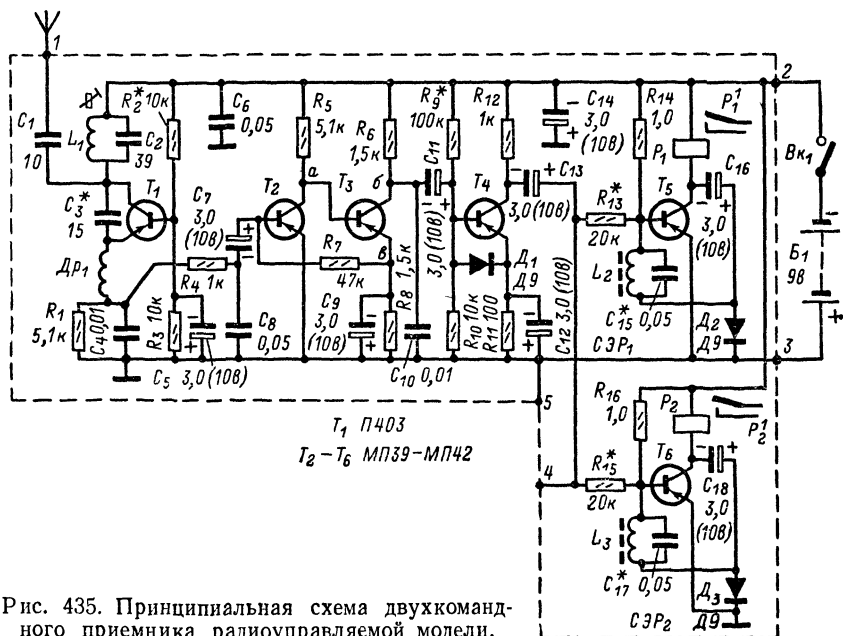 1
2
C₁
10
L₁
C₂
39
R₂* 10к
C₆
0,05
R₅
5,1к
R₆
1,5к
R₉*
100к
R₁₂
1к
C₁₄
3,0
(10В)
R₁₄
1,0
P₁
P₁¹
Вк₁
C₃*
15
T₁
C₇
3,0
(10В)
T₂
а
T₃
б
C₁₁
3,0(10В)
T₄
C₁₃
3,0(10В)
R₁₃*
20к
T₅
C₁₆
3,0
(10В)
Др₁
R₄ 1к
R₇
47к
в
Д₁
Д9
L₂
C₁₅* 0,05
Б₁
9В
R₁
5,1к
C₄ 0,01
R₃ 10к
C₅ 3,0(10В)
C₈
0,05
C₉
3,0
(10В)
R₈ 1,5к
C₁₀ 0,01
R₁₀ 10к
R₁₁ 100
C₁₂ 3,0(10В)
СЭР₁
Д₂
Д9
3
5
4
T₁ П403
T₂–T₆ МП39–МП42
R₁₆
1,0
P₂
P₂¹
R₁₅*
20к
T₆
C₁₈
3,0
(10В)
L₃
C₁₇* 0,05
Д₃
Д9
СЭР₂
Рис. 435. Принципиальная схема двухкоманд-
ного приемника радиоуправляемой модели.